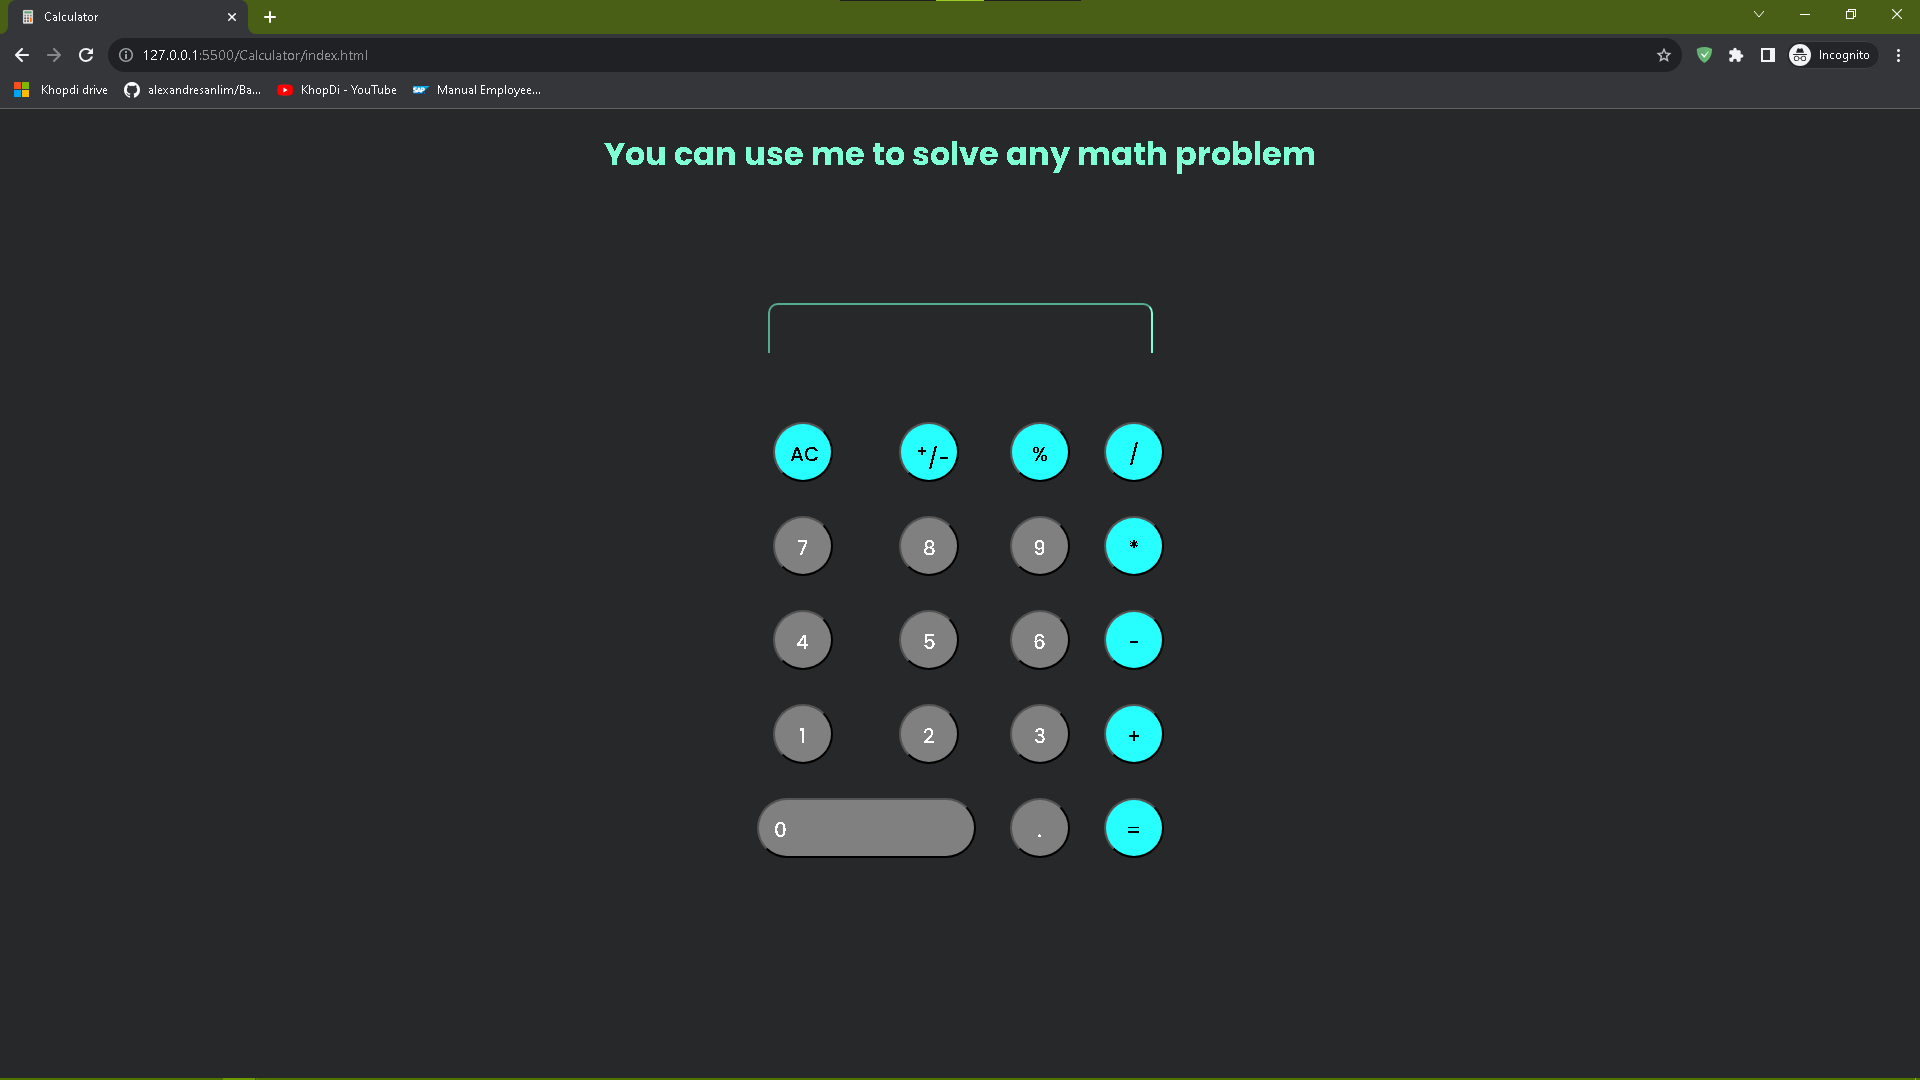 Calculator
127.0.0.1:5500/Calculator/index.html
Incognito
Khopdi drive alexandresanlim/Ba... KhopDi - YouTube SAP Manual Employee...
You can use me to solve any math problem
AC +/- % /
7 8 9 *
4 5 6 -
1 2 3 +
0 . =